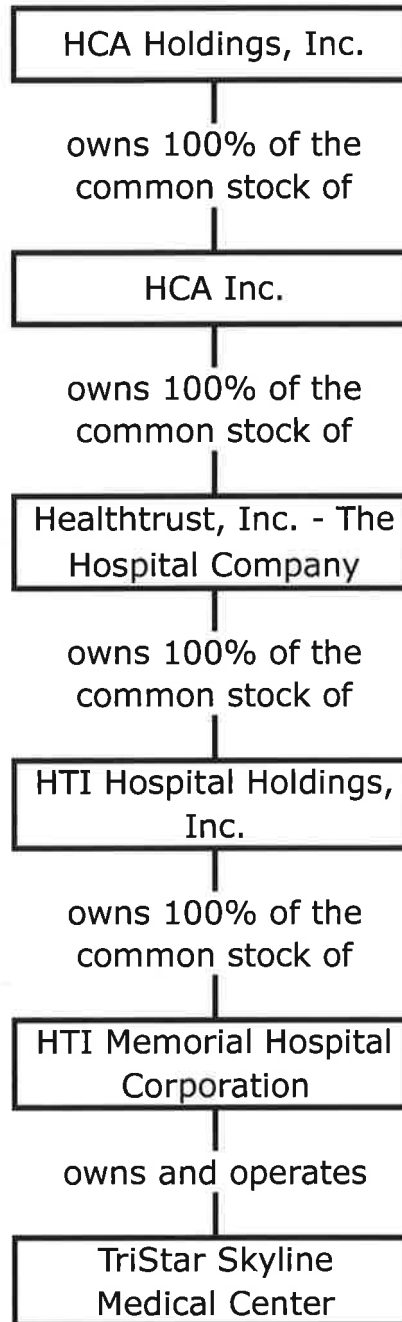 HCA Holdings, Inc.
owns 100% of the
common stock of
HCA Inc.
owns 100% of the
common stock of
Healthtrust, Inc. - The
Hospital Company
owns 100% of the
common stock of
HTI Hospital Holdings,
Inc.
owns 100% of the
common stock of
HTI Memorial Hospital
Corporation
owns and operates
TriStar Skyline
Medical Center